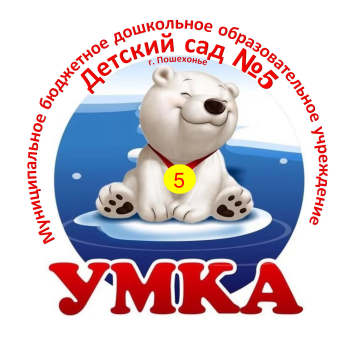 Муниципальное бюджетное дошкольное образовательное учреждение
Детский сад №5
г. Пошехонье
5
УМКА